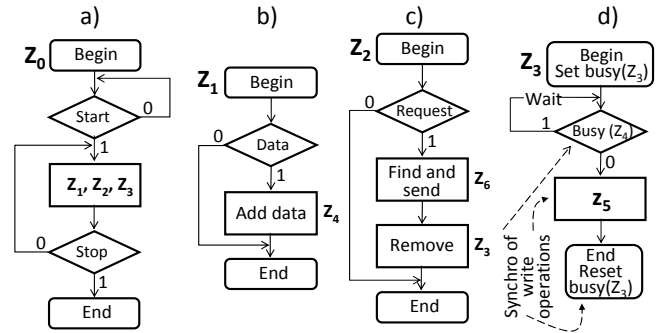 a)
Z0
Begin
0
Start
1
Z1, Z2, Z3
0
Stop
1
End
b)
Z1
Begin
0
Data
1
Add data
Z4
End
c)
Z2
Begin
0
Request
1
Find and
send
Z6
Remove
Z3
End
d)
Z3
Begin
Set busy(Z3)
Wait
1
Busy (Z4)
0
z5
End
Reset
busy(Z3)
Synchro of
write
operations